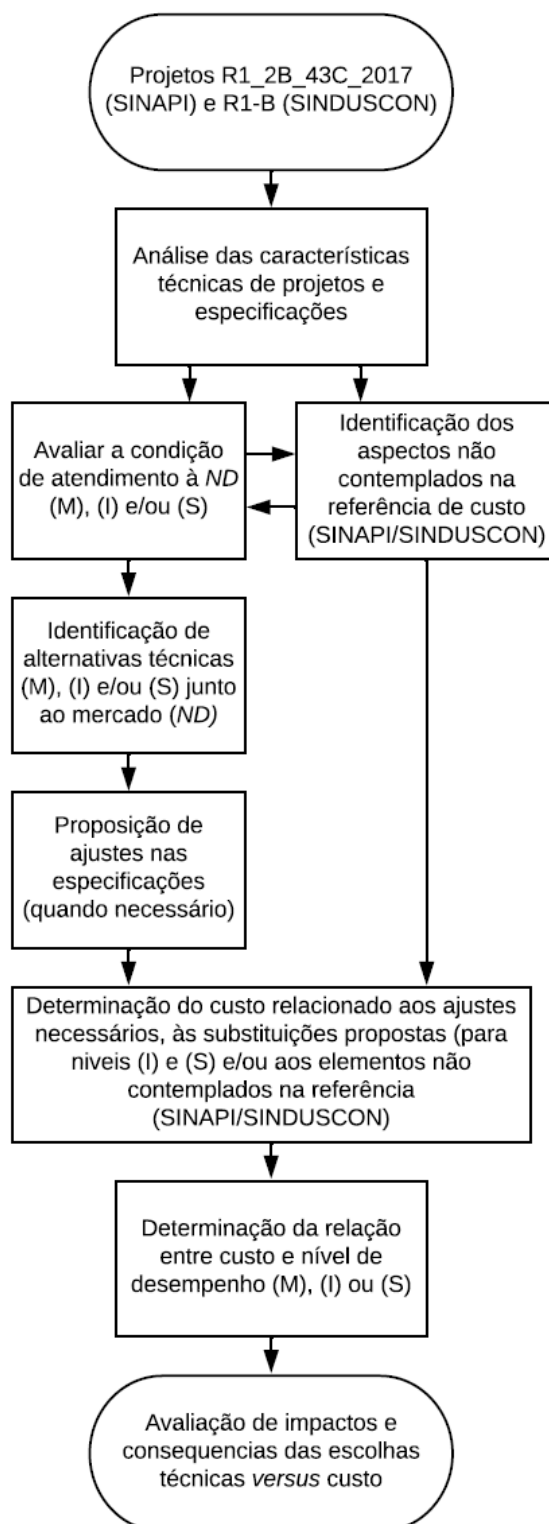 Projetos R1_2B_43C_2017
(SINAPI) e R1-B (SINDUSCON)
Análise das características
técnicas de projetos e
especificações
Avaliar a condição
de atendimento à ND
(M), (I) e/ou (S)
Identificação dos
aspectos não
contemplados na
referência de custo
(SINAPI/SINDUSCON)
Identificação de
alternativas técnicas
(M), (I) e/ou (S) junto
ao mercado (ND)
Proposição de
ajustes nas
especificações
(quando necessário)
Determinação do custo relacionado aos ajustes
necessários, às substituições propostas (para
niveis (I) e (S) e/ou aos elementos não
contemplados na referência
(SINAPI/SINDUSCON)
Determinação da relação
entre custo e nível de
desempenho (M), (I) ou (S)
Avaliação de impactos e
consequencias das escolhas
técnicas versus custo